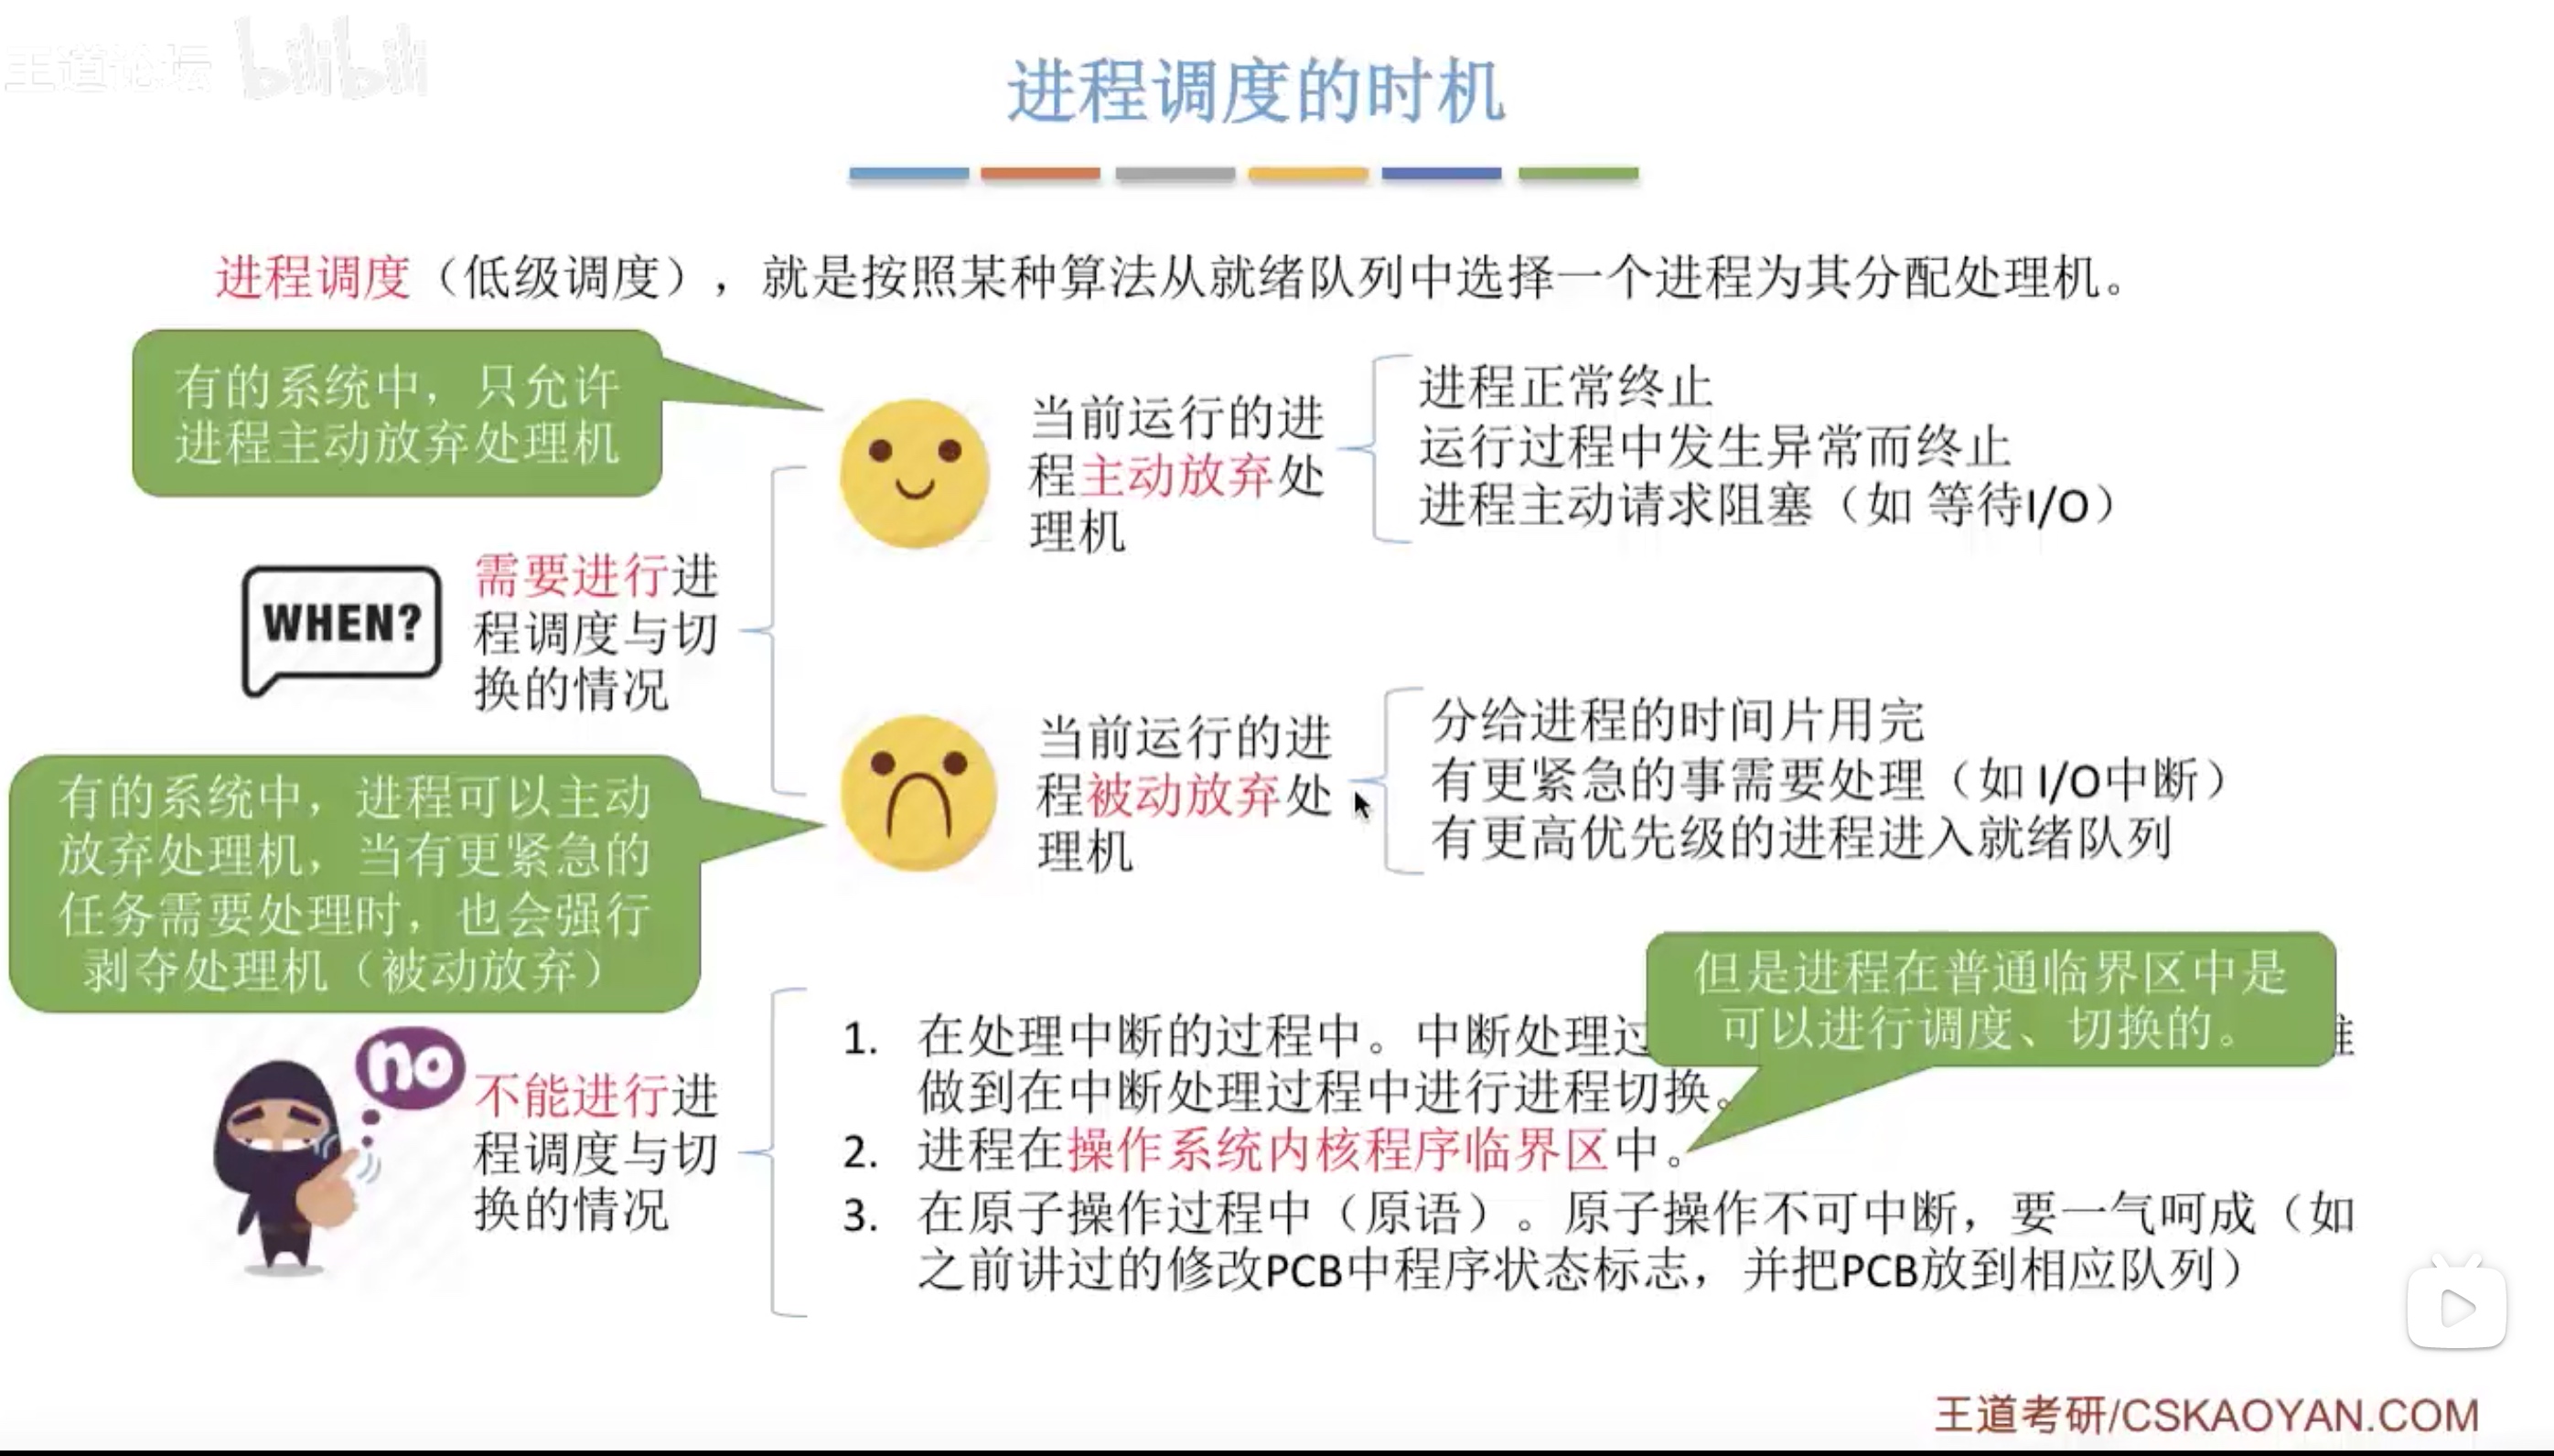 王道论坛 bilibili
进程调度的时机
进程调度（低级调度），就是按照某种算法从就绪队列中选择一个进程为其分配处理机。
有的系统中，只允许
进程主动放弃处理机
当前运行的进
程主动放弃处
理机
进程正常终止
运行过程中发生异常而终止
进程主动请求阻塞（如 等待I/O）
WHEN?
需要进行进
程调度与切
换的情况
有的系统中，进程可以主动
放弃处理机，当有更紧急的
任务需要处理时，也会强行
剥夺处理机（被动放弃）
当前运行的进
程被动放弃处
理机
分给进程的时间片用完
有更紧急的事需要处理（如 I/O中断）
有更高优先级的进程进入就绪队列
no
不能进行进
程调度与切
换的情况
但是进程在普通临界区中是
可以进行调度、切换的。
1. 在处理中断的过程中。中断处理过
做到在中断处理过程中进行进程切换。
2. 进程在操作系统内核程序临界区中。
3. 在原子操作过程中（原语）。原子操作不可中断，要一气呵成（如
之前讲过的修改PCB中程序状态标志，并把PCB放到相应队列）
王道考研/CSKAOYAN.COM